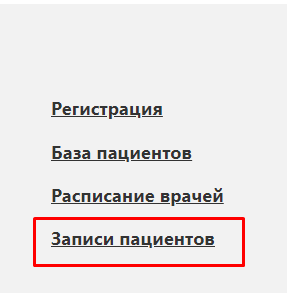 Регистрация
База пациентов
Расписание врачей
Записи пациентов